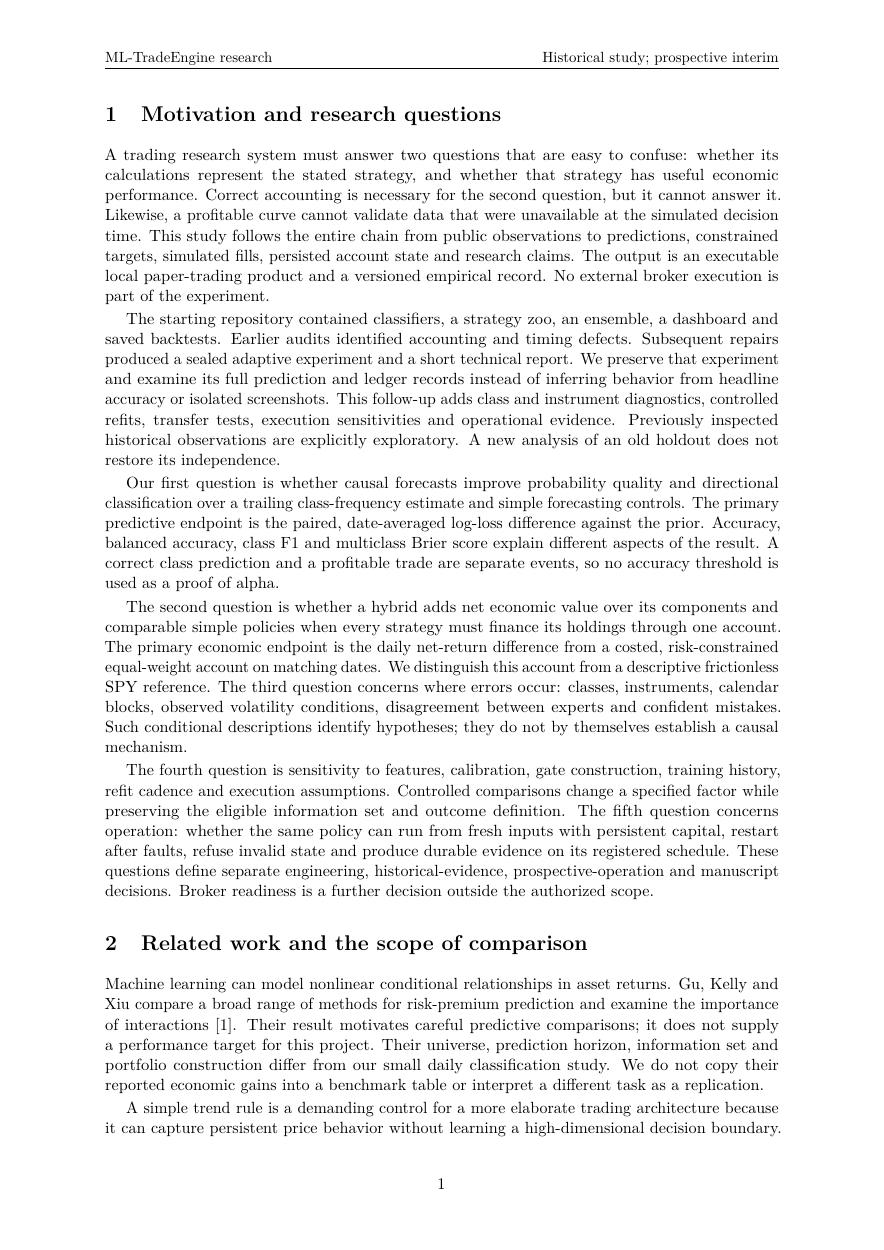 ML-TradeEngine research Historical study; prospective interim
1 Motivation and research questions
A trading research system must answer two questions that are easy to confuse: whether its
calculations represent the stated strategy, and whether that strategy has useful economic
performance. Correct accounting is necessary for the second question, but it cannot answer it.
Likewise, a profitable curve cannot validate data that were unavailable at the simulated decision
time. This study follows the entire chain from public observations to predictions, constrained
targets, simulated fills, persisted account state and research claims. The output is an executable
local paper-trading product and a versioned empirical record. No external broker execution is
part of the experiment.
The starting repository contained classifiers, a strategy zoo, an ensemble, a dashboard and
saved backtests. Earlier audits identified accounting and timing defects. Subsequent repairs
produced a sealed adaptive experiment and a short technical report. We preserve that experiment
and examine its full prediction and ledger records instead of inferring behavior from headline
accuracy or isolated screenshots. This follow-up adds class and instrument diagnostics, controlled
refits, transfer tests, execution sensitivities and operational evidence. Previously inspected
historical observations are explicitly exploratory. A new analysis of an old holdout does not
restore its independence.
Our first question is whether causal forecasts improve probability quality and directional
classification over a trailing class-frequency estimate and simple forecasting controls. The primary
predictive endpoint is the paired, date-averaged log-loss difference against the prior. Accuracy,
balanced accuracy, class F1 and multiclass Brier score explain different aspects of the result. A
correct class prediction and a profitable trade are separate events, so no accuracy threshold is
used as a proof of alpha.
The second question is whether a hybrid adds net economic value over its components and
comparable simple policies when every strategy must finance its holdings through one account.
The primary economic endpoint is the daily net-return difference from a costed, risk-constrained
equal-weight account on matching dates. We distinguish this account from a descriptive frictionless
SPY reference. The third question concerns where errors occur: classes, instruments, calendar
blocks, observed volatility conditions, disagreement between experts and confident mistakes.
Such conditional descriptions identify hypotheses; they do not by themselves establish a causal
mechanism.
The fourth question is sensitivity to features, calibration, gate construction, training history,
refit cadence and execution assumptions. Controlled comparisons change a specified factor while
preserving the eligible information set and outcome definition. The fifth question concerns
operation: whether the same policy can run from fresh inputs with persistent capital, restart
after faults, refuse invalid state and produce durable evidence on its registered schedule. These
questions define separate engineering, historical-evidence, prospective-operation and manuscript
decisions. Broker readiness is a further decision outside the authorized scope.
2 Related work and the scope of comparison
Machine learning can model nonlinear conditional relationships in asset returns. Gu, Kelly and
Xiu compare a broad range of methods for risk-premium prediction and examine the importance
of interactions [1]. Their result motivates careful predictive comparisons; it does not supply
a performance target for this project. Their universe, prediction horizon, information set and
portfolio construction differ from our small daily classification study. We do not copy their
reported economic gains into a benchmark table or interpret a different task as a replication.
A simple trend rule is a demanding control for a more elaborate trading architecture because
it can capture persistent price behavior without learning a high-dimensional decision boundary.
1